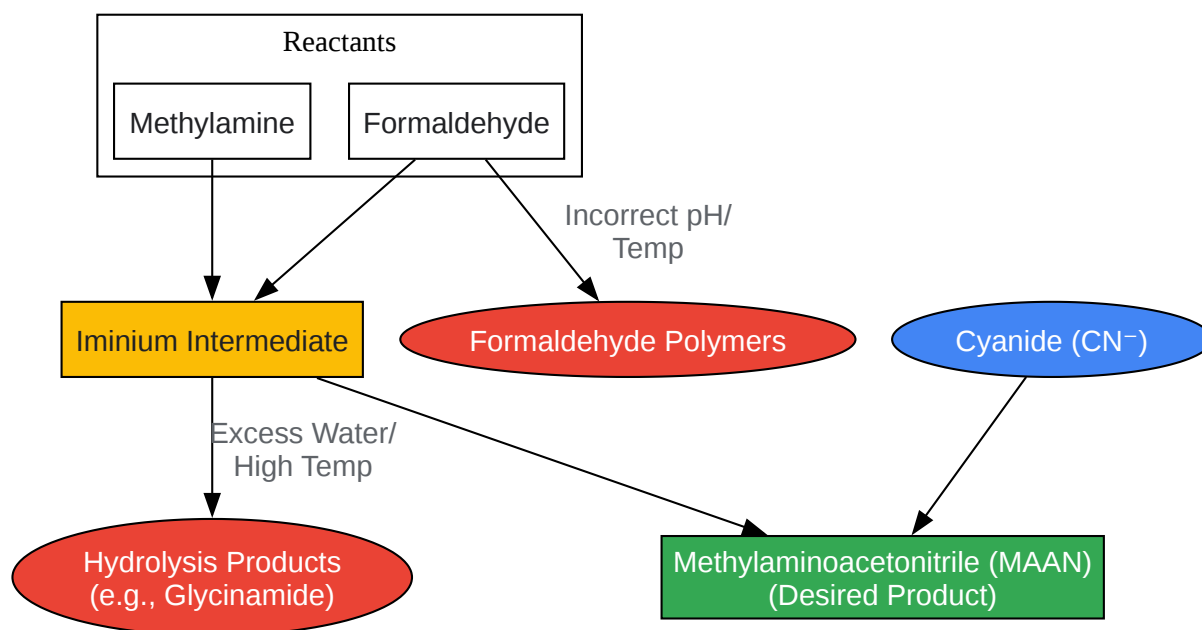 Reactants
Methylamine
Formaldehyde
Incorrect pH/
Temp
Iminium Intermediate
Formaldehyde Polymers
Cyanide (CN⁻)
Excess Water/
High Temp
Hydrolysis Products
(e.g., Glycinamide)
Methylaminoacetonitrile (MAAN)
(Desired Product)